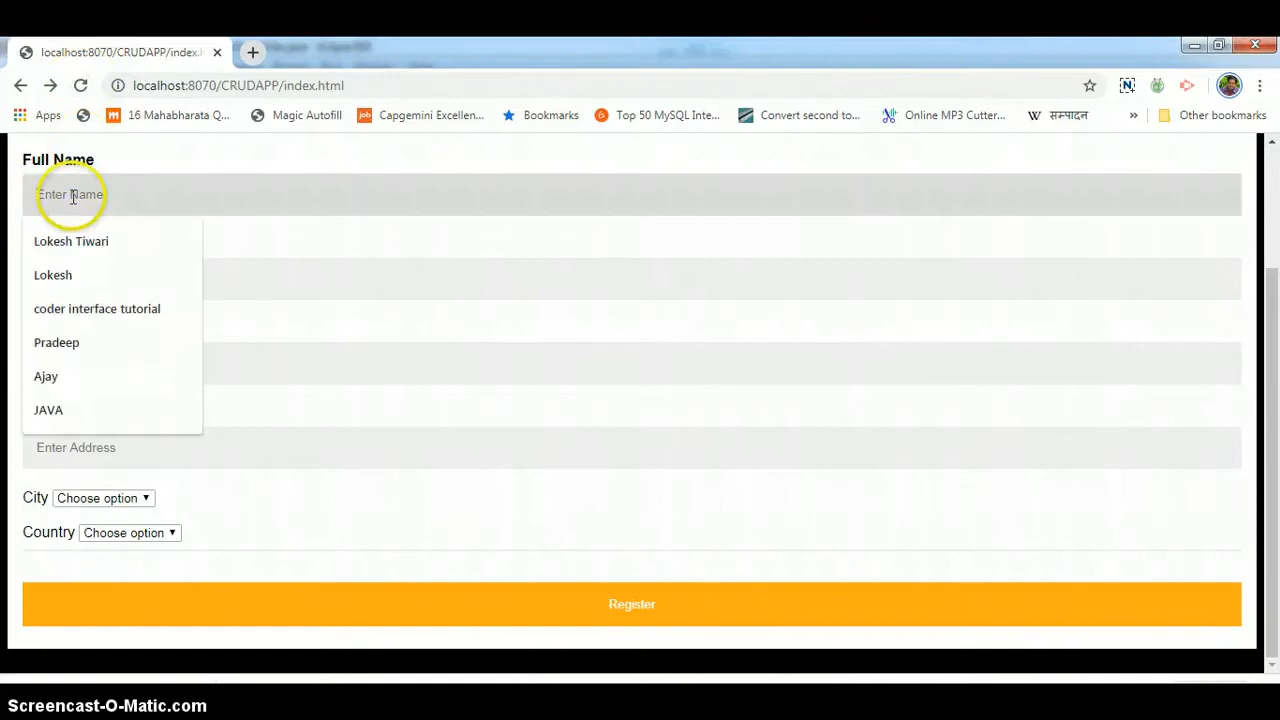 localhost:8070/CRUDAPP/index.
localhost:8070/CRUDAPP/index.html
Apps 16 Mahabharata Q... Magic Autofill Capgemini Excellen... Bookmarks Top 50 MySQL Inte... Convert second to... Online MP3 Cutter... सम्पादन » Other bookmarks
Full Name
Enter Name
Lokesh Tiwari
Lokesh
coder interface tutorial
Pradeep
Ajay
JAVA
Enter Address
City Choose option
Country Choose option
Register
Screencast-O-Matic.com